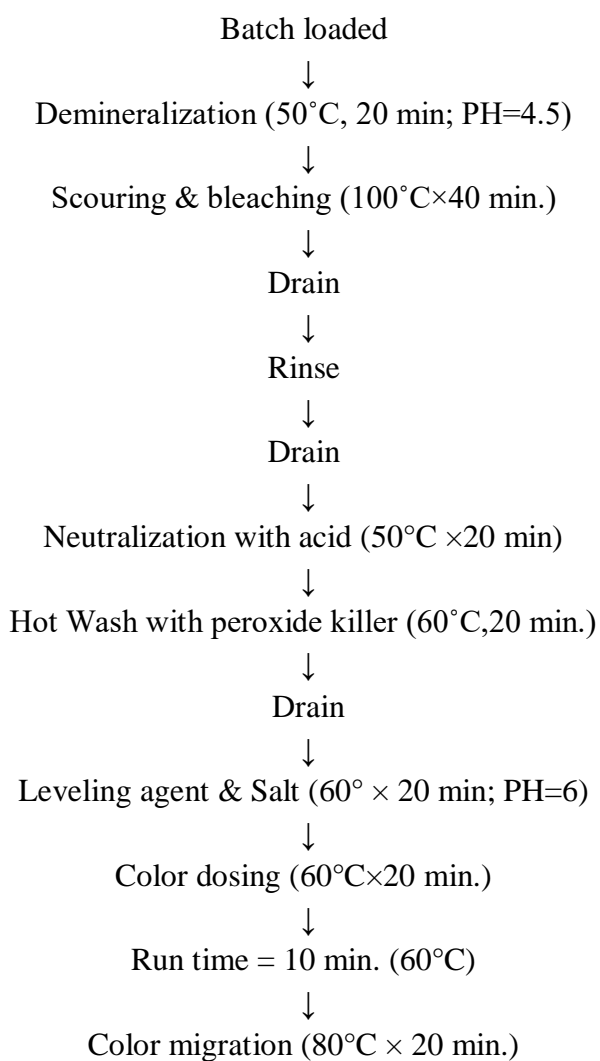 Batch loaded
↓
Demineralization (50˚C, 20 min; PH=4.5)
↓
Scouring & bleaching (100˚C×40 min.)
↓
Drain
↓
Rinse
↓
Drain
↓
Neutralization with acid (50°C ×20 min)
↓
Hot Wash with peroxide killer (60˚C,20 min.)
↓
Drain
↓
Leveling agent & Salt (60° × 20 min; PH=6)
↓
Color dosing (60°C×20 min.)
↓
Run time = 10 min. (60°C)
↓
Color migration (80°C × 20 min.)